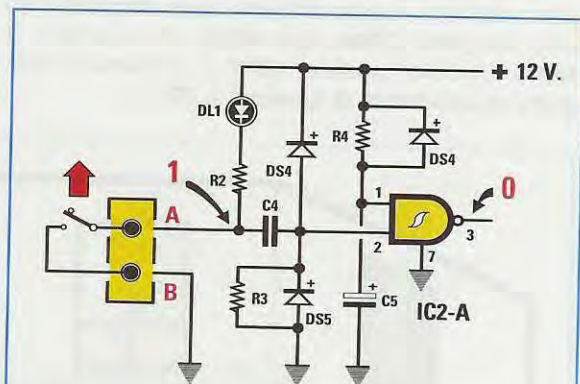 + 12 V.
DL1
R4
+
+
DS4
DS4
R2
1
0
C4
1
A
2
3
7
B
R3
+
DS5
+
C5
IC2-A